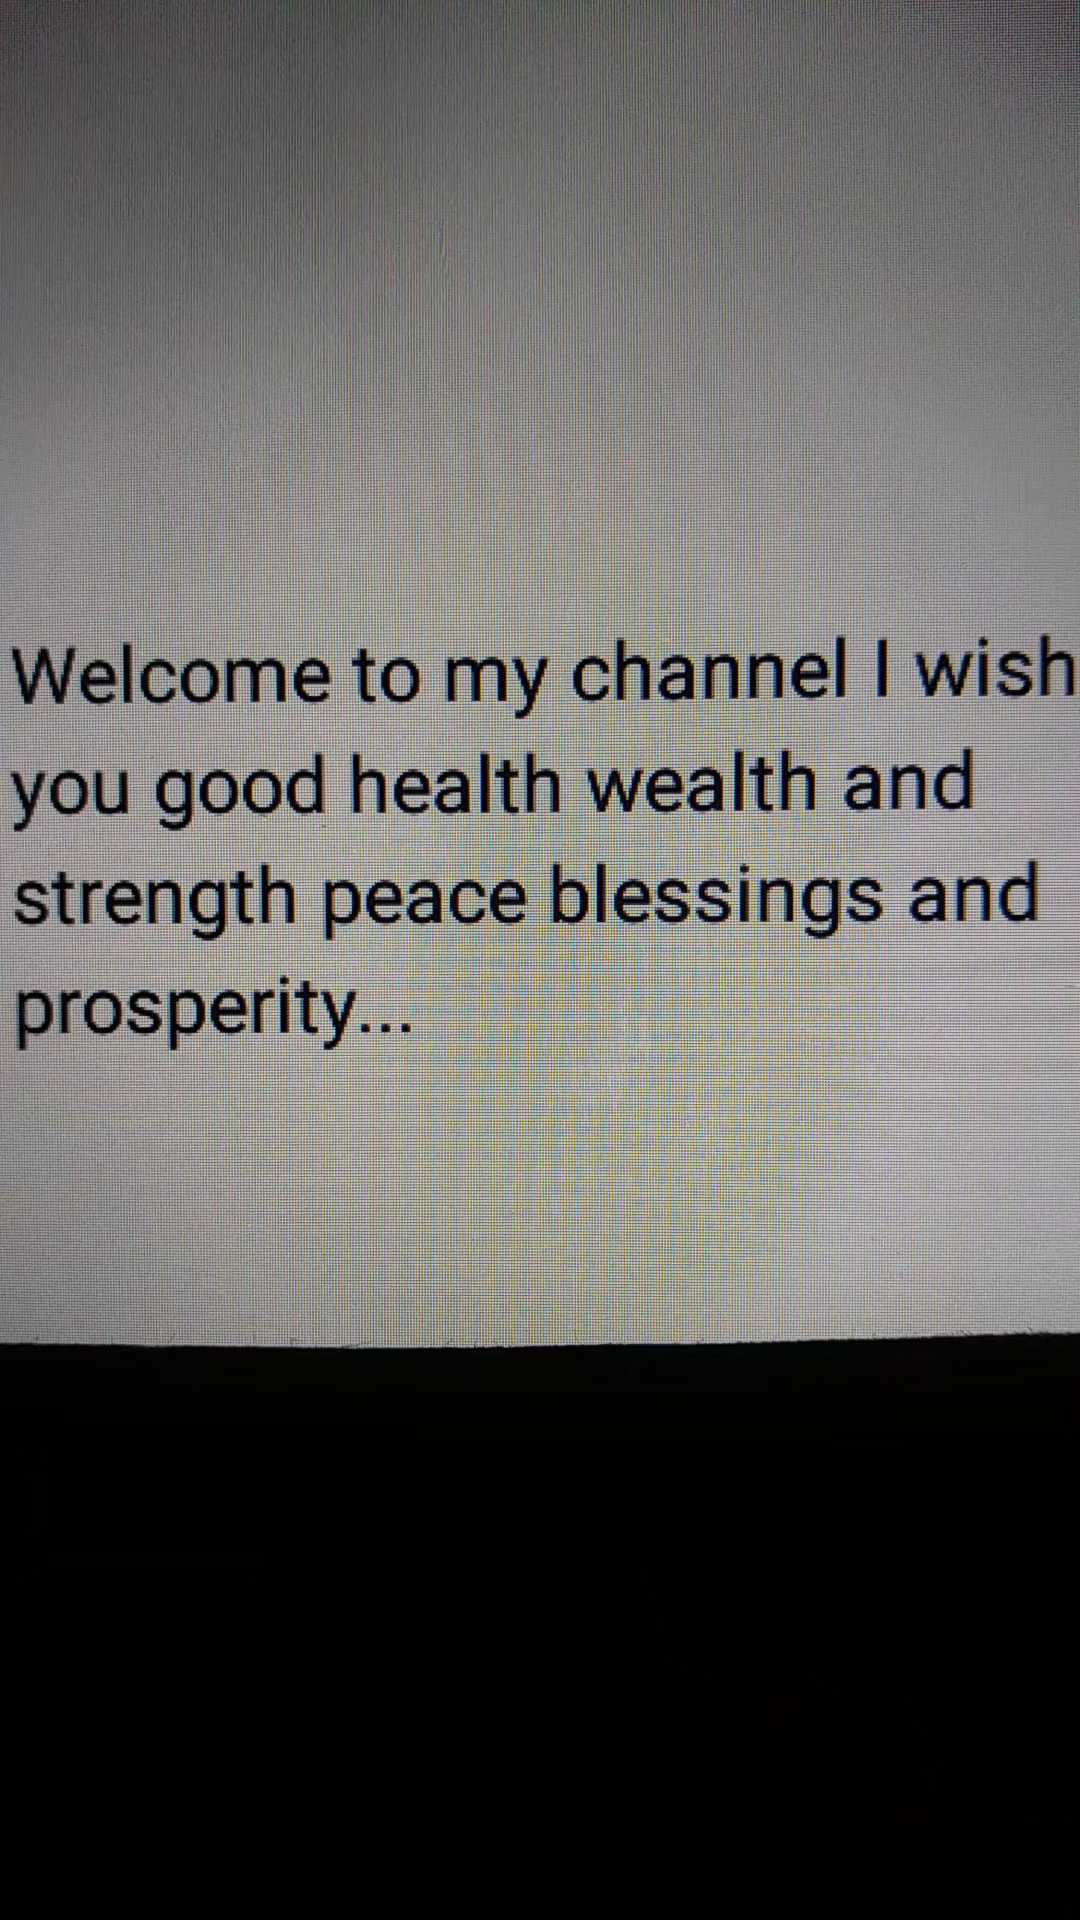 Welcome to my channel I wish
you good health wealth and
strength peace blessings and
prosperity...